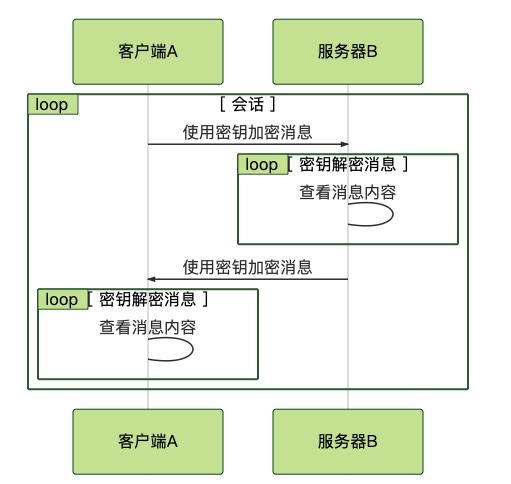 客户端A
服务器B
loop
[ 会话 ]
使用密钥加密消息
loop
[ 密钥解密消息 ]
查看消息内容
使用密钥加密消息
loop
[ 密钥解密消息 ]
查看消息内容
客户端A
服务器B